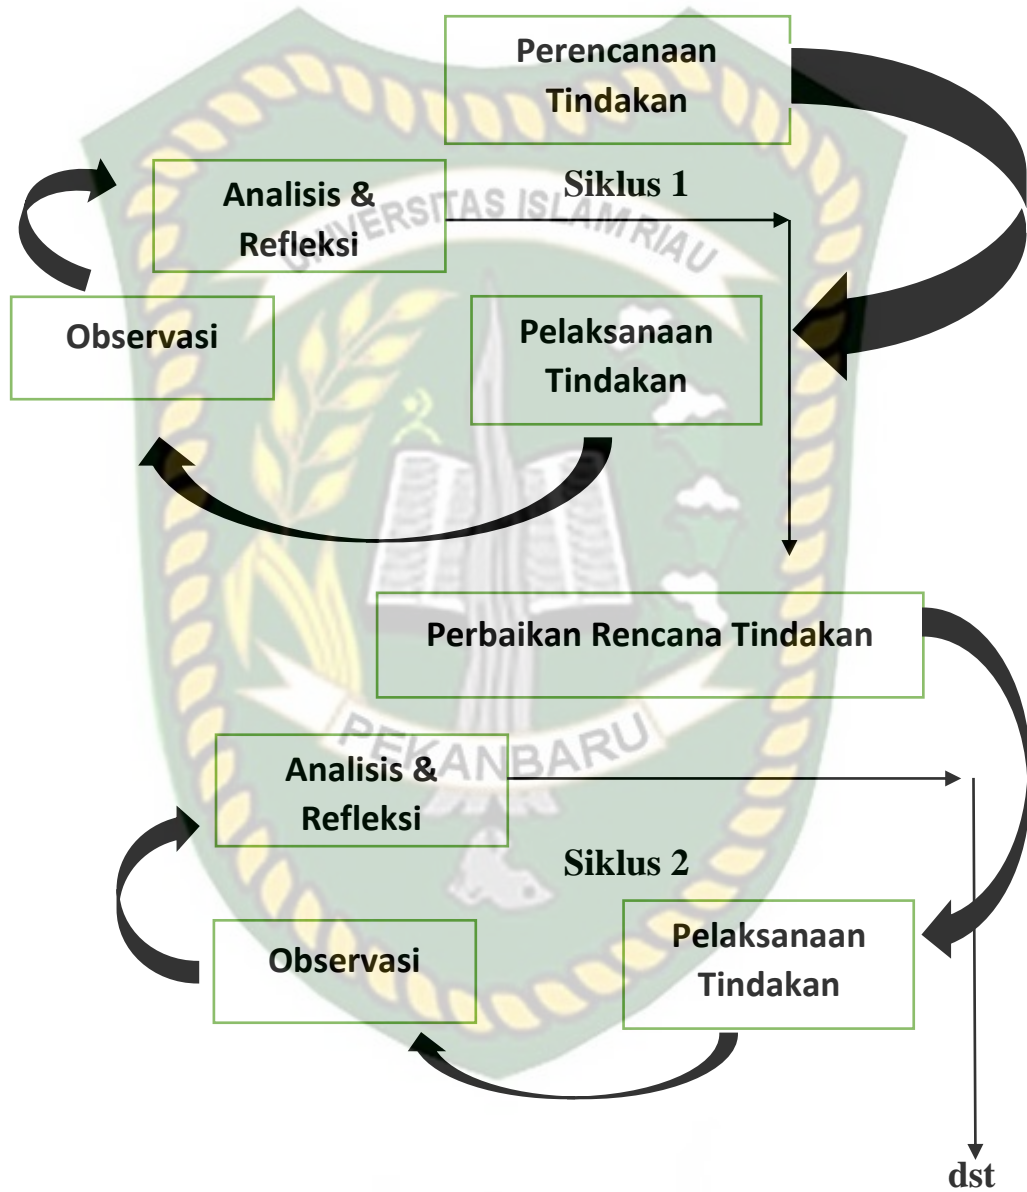 Perencanaan
Tindakan
Siklus 1
Analisis &
Refleksi
UNIVERSITAS ISLAM RIAU
Observasi
Pelaksanaan
Tindakan
Perbaikan Rencana Tindakan
PEKANBARU
Analisis &
Refleksi
Siklus 2
Observasi
Pelaksanaan
Tindakan
dst